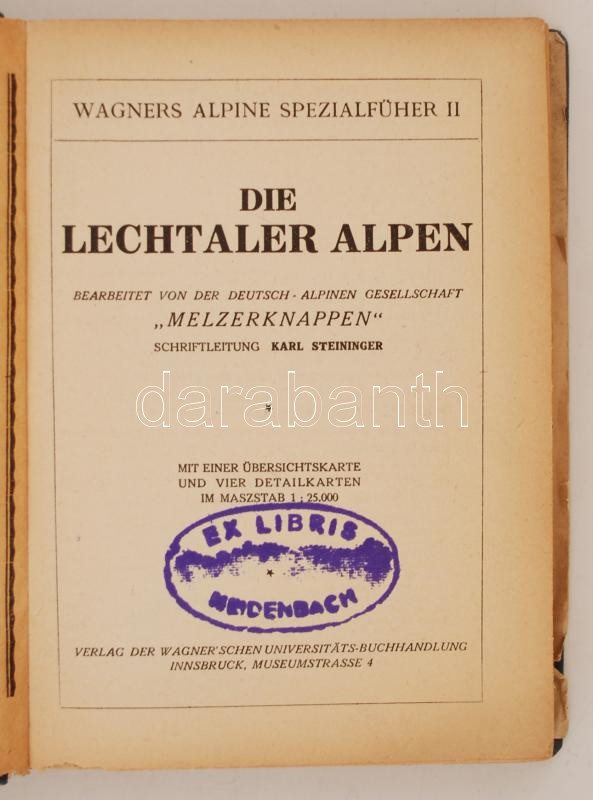 WAGNERS ALPINE SPEZIALFÜHER II
DIE
LECHTALER ALPEN
BEARBEITET VON DER DEUTSCH - ALPINEN GESELLSCHAFT
„MELZERKNAPPEN“
SCHRIFTLEITUNG KARL STEININGER
darabanth
MIT EINER ÜBERSICHTSKARTE
UND VIER DETAILKARTEN
IM MASZSTAB 1 : 25.000
EX LIBRIS
MEIDENBACH
VERLAG DER WAGNER'SCHEN UNIVERSITÄTS-BUCHHANDLUNG
INNSBRUCK, MUSEUMSTRASSE 4